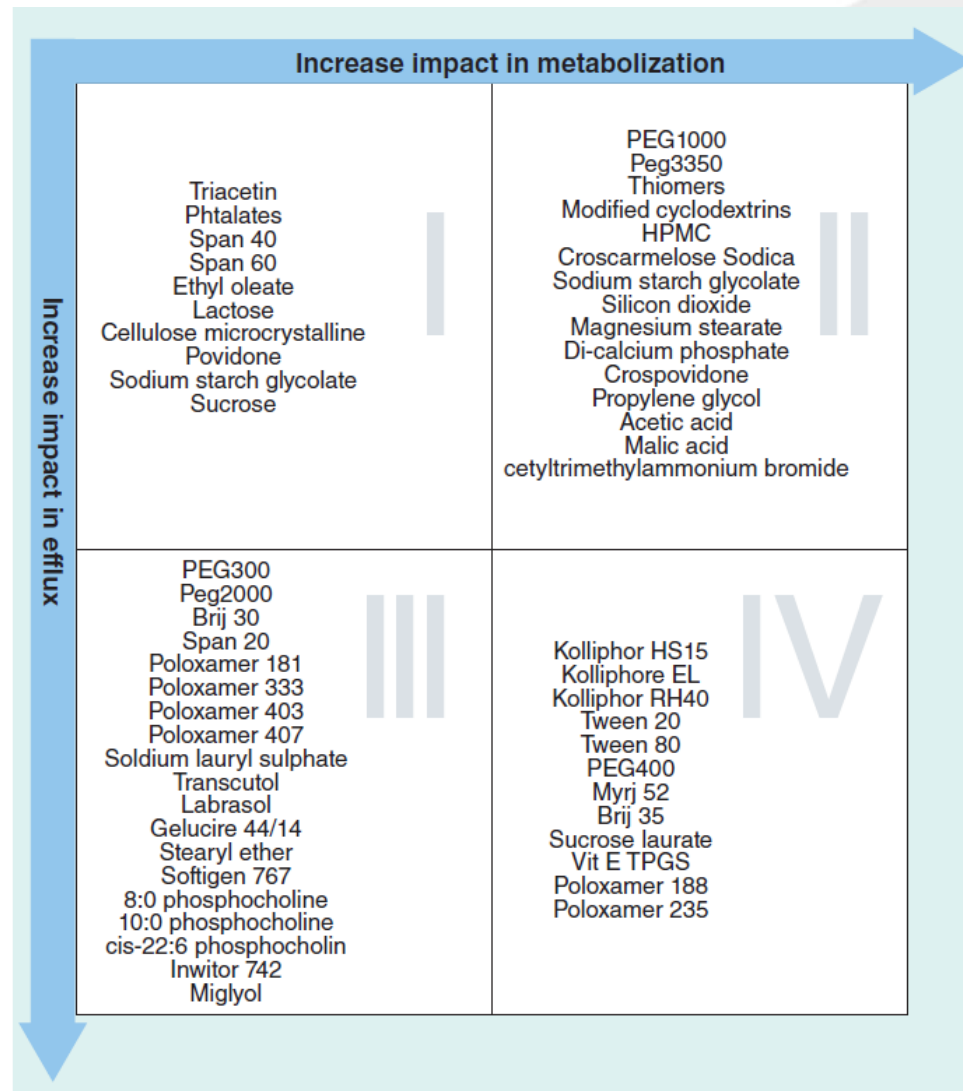 Increase impact in metabolization
Increase impact in efflux
I
Triacetin
Phtalates
Span 40
Span 60
Ethyl oleate
Lactose
Cellulose microcrystalline
Povidone
Sodium starch glycolate
Sucrose
II
PEG1000
Peg3350
Thiomers
Modified cyclodextrins
HPMC
Croscarmelose Sodica
Sodium starch glycolate
Silicon dioxide
Magnesium stearate
Di-calcium phosphate
Crospovidone
Propylene glycol
Acetic acid
Malic acid
cetyltrimethylammonium bromide
III
PEG300
Peg2000
Brij 30
Span 20
Poloxamer 181
Poloxamer 333
Poloxamer 403
Poloxamer 407
Soldium lauryl sulphate
Transcutol
Labrasol
Gelucire 44/14
Stearyl ether
Softigen 767
8:0 phosphocholine
10:0 phosphocholine
cis-22:6 phosphocholin
Inwitor 742
Miglyol
IV
Kolliphor HS15
Kolliphore EL
Kolliphor RH40
Tween 20
Tween 80
PEG400
Myrj 52
Brij 35
Sucrose laurate
Vit E TPGS
Poloxamer 188
Poloxamer 235